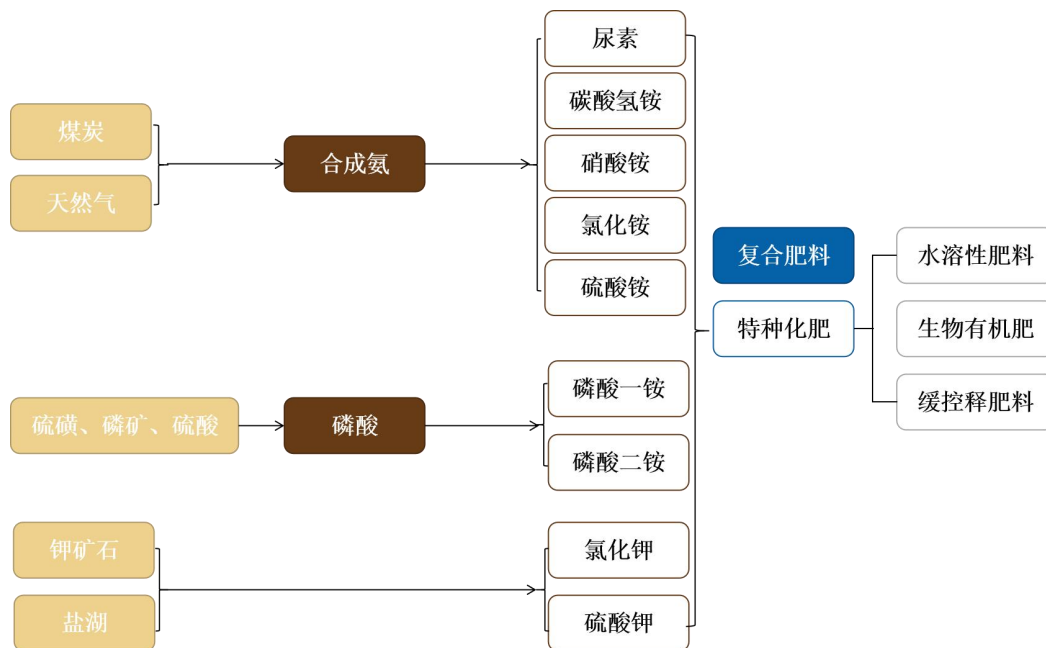 煤炭
天然气
合成氨
尿素
碳酸氢铵
硝酸铵
氯化铵
硫酸铵
硫磺、磷矿、硫酸
磷酸
磷酸一铵
磷酸二铵
钾矿石
盐湖
氯化钾
硫酸钾
复合肥料
特种化肥
水溶性肥料
生物有机肥
缓控释肥料